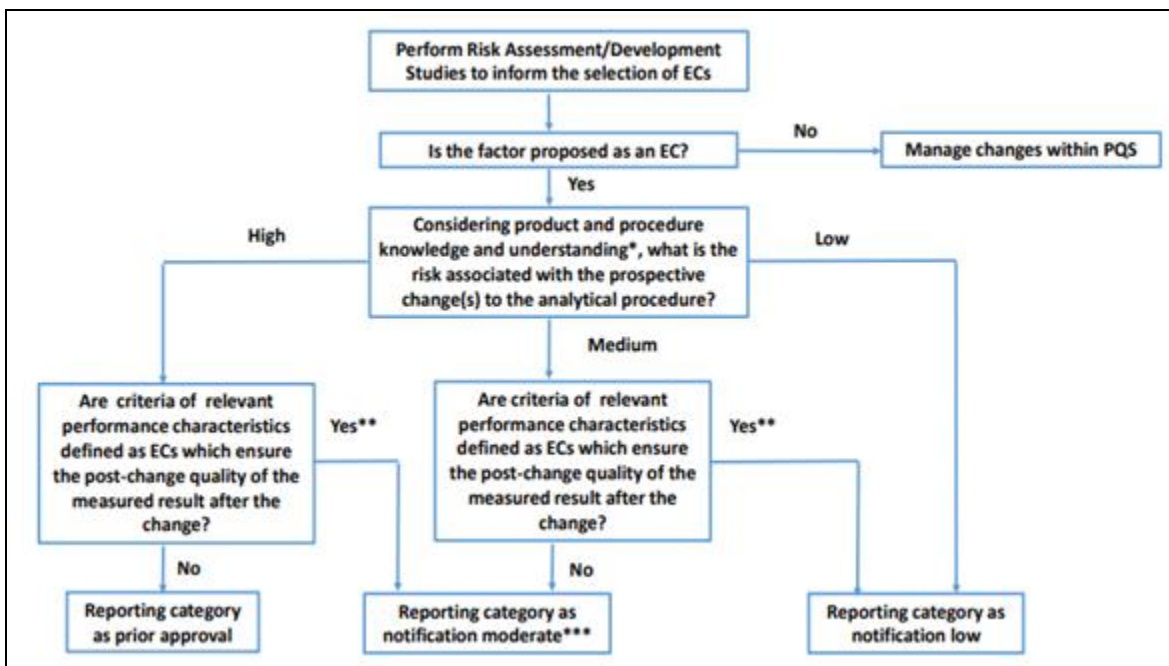 Perform Risk Assessment/Development
Studies to inform the selection of ECs
Is the factor proposed as an EC?
No
Manage changes within PQS
Yes
Considering product and procedure
knowledge and understanding*, what is the
risk associated with the prospective
change(s) to the analytical procedure?
High
Low
Medium
Are criteria of relevant
performance characteristics
defined as ECs which ensure
the post-change quality of the
measured result after the
change?
Yes**
Are criteria of relevant
performance characteristics
defined as ECs which ensure
the post-change quality of the
measured result after the
change?
Yes**
No
No
Reporting category
as prior approval
Reporting category as
notification moderate***
Reporting category as
notification low